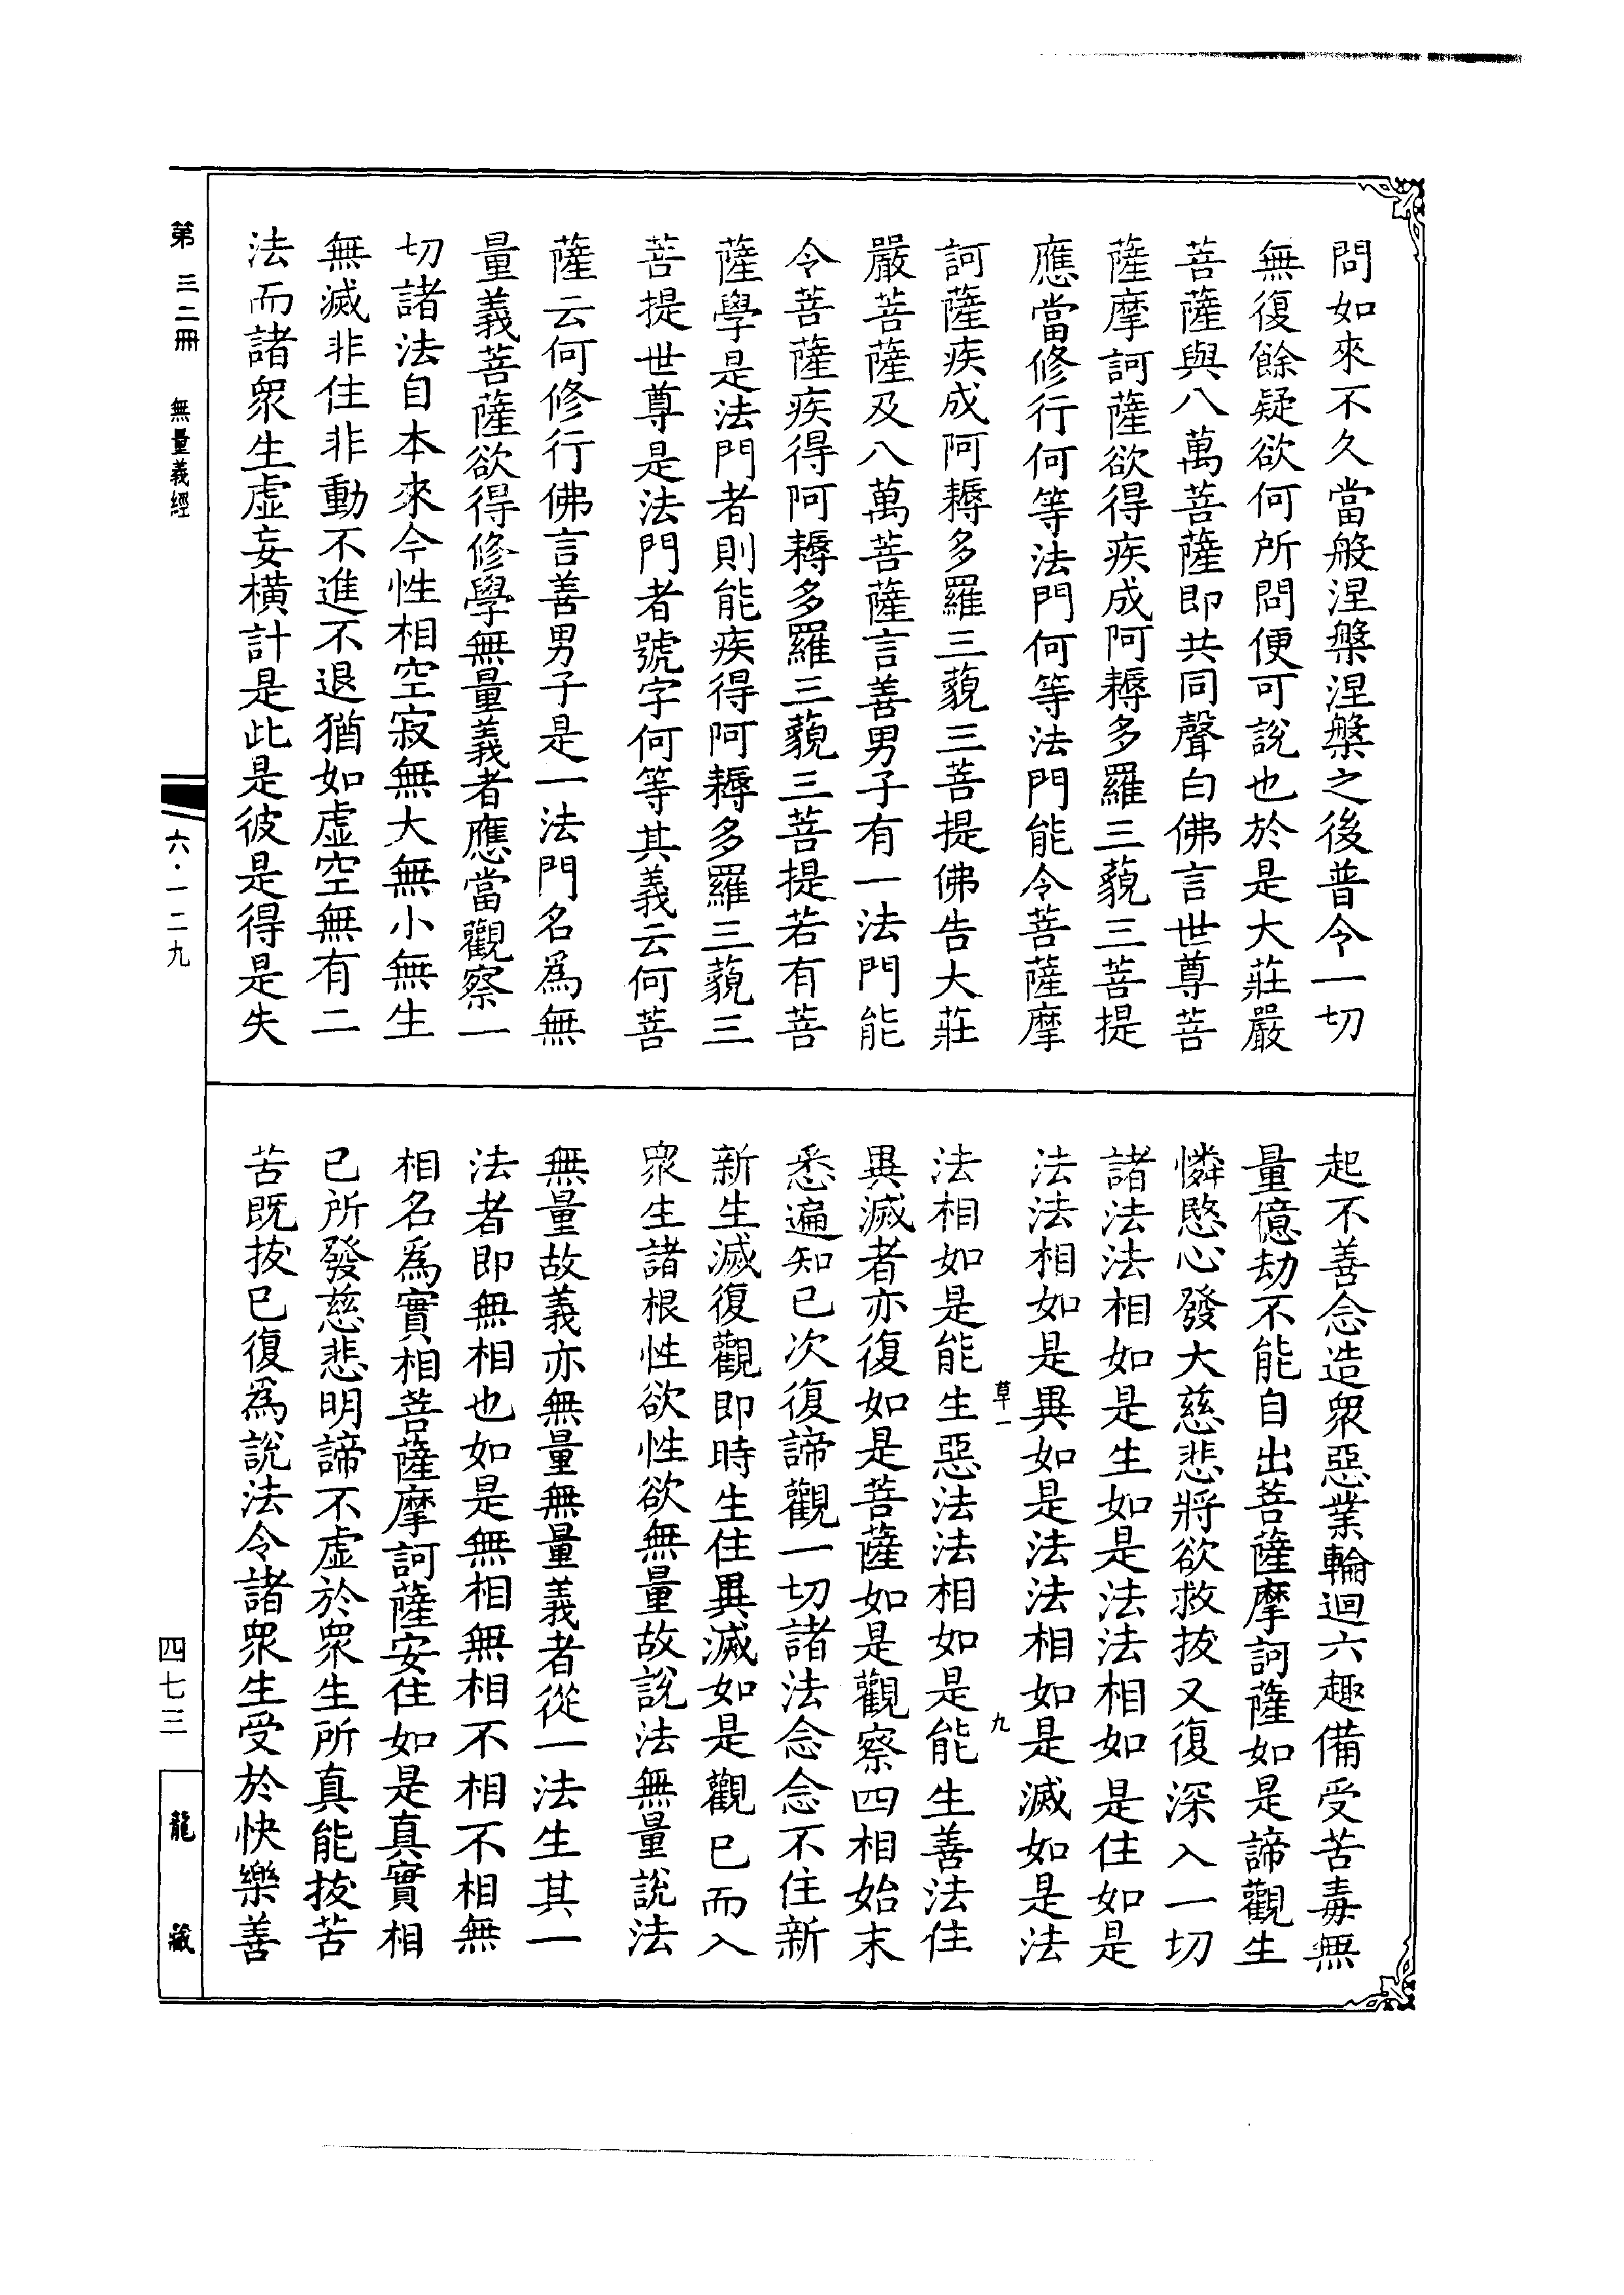 問如來不久當般涅槃涅槃之後普令一切
無復餘疑欲何所問便可說也於是大莊嚴
菩薩與八萬菩薩即共同聲白佛言世尊菩
薩摩訶薩欲得疾成阿耨多羅三藐三菩提
應當修行何等法門何等法門能令菩薩摩
訶薩疾成阿耨多羅三藐三菩提佛告大莊
嚴菩薩及八萬菩薩言善男子有一法門能
令菩薩疾得阿耨多羅三藐三菩提若有菩
薩學是法門者則能疾得阿耨多羅三藐三
菩提世尊是法門者號字何等其義云何菩
薩云何修行佛言善男子是一法門名為無
量義菩薩欲得修學無量義者應當觀察一
切諸法自本來今性相空寂無大無小無生
無滅非住非動不進不退猶如虛空無有二
法而諸眾生虛妄橫計是此是彼是得是失
起不善念造眾惡業輪迴六趣備受苦毒無
量億劫不能自出菩薩摩訶薩如是諦觀生
憐愍心發大慈悲將欲救拔又復深入一切
諸法法相如是生如是法法相如是住如是
法法相如是異如是法法相如是滅如是法
草一 九
法相如是能生惡法法相如是能生善法住
異滅者亦復如是菩薩如是觀察四相始末
悉遍知已次復諦觀一切諸法念念不住新
新生滅復觀即時生住異滅如是觀已而入
眾生諸根性欲性欲無量故說法無量說法
無量故義亦無量無量義者從一法生其一
法者即無相也如是無相無相不相不相無
相名為實相菩薩摩訶薩安住如是真實相
已所發慈悲明諦不虛於眾生所真能拔苦
苦既拔已復為說法令諸眾生受於快樂善
第三二冊 無量義經
六·一二九
四七三
龍藏